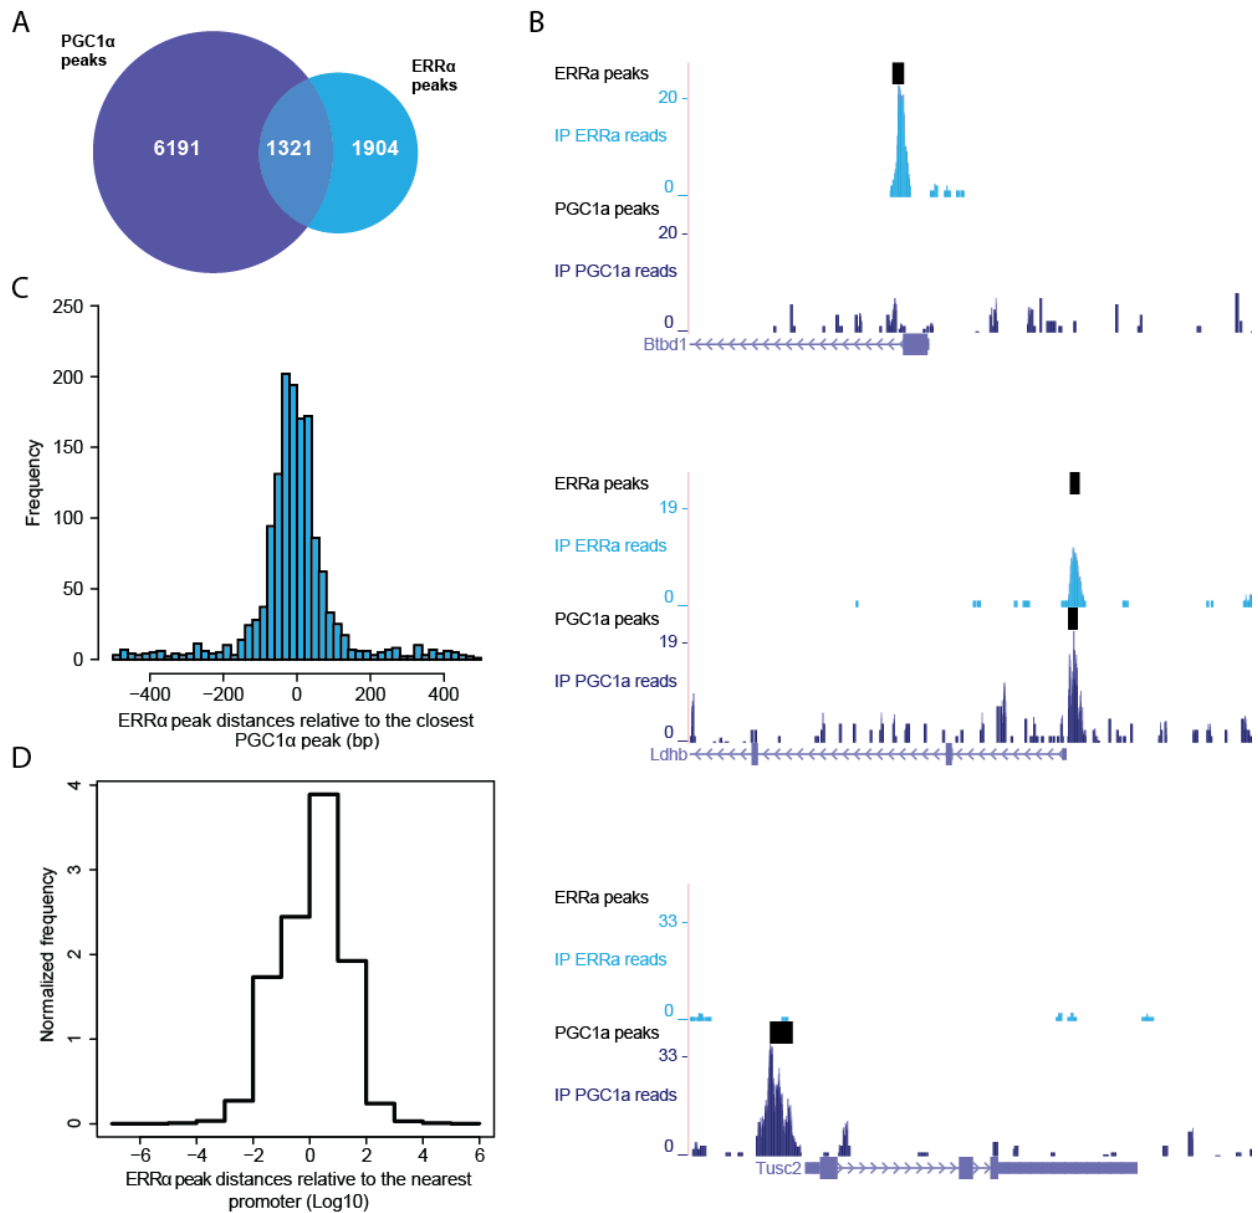 A
PGC1α
peaks
ERRα
peaks
6191
1321
1904
B
ERRa peaks
20
IP ERRa reads
0
PGC1a peaks
20
IP PGC1a reads
0
Btbd1
ERRa peaks
19
IP ERRa reads
0
PGC1a peaks
19
IP PGC1a reads
0
Ldhb
ERRa peaks
33
IP ERRa reads
0
PGC1a peaks
33
IP PGC1a reads
0
Tusc2
C
250
200
150
100
50
0
Frequency
−400 −200 0 200 400
ERRα peak distances relative to the closest
PGC1α peak (bp)
D
4
3
2
1
0
Normalized frequency
−6 −4 −2 0 2 4 6
ERRα peak distances relative to the nearest
promoter (Log10)